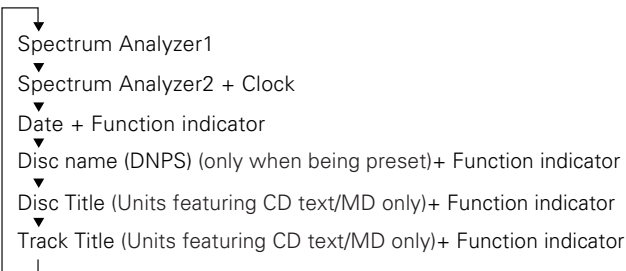 Spectrum Analyzer1
Spectrum Analyzer2 + Clock
Date + Function indicator
Disc name (DNPS) (only when being preset)+ Function indicator
Disc Title (Units featuring CD text/MD only)+ Function indicator
Track Title (Units featuring CD text/MD only)+ Function indicator